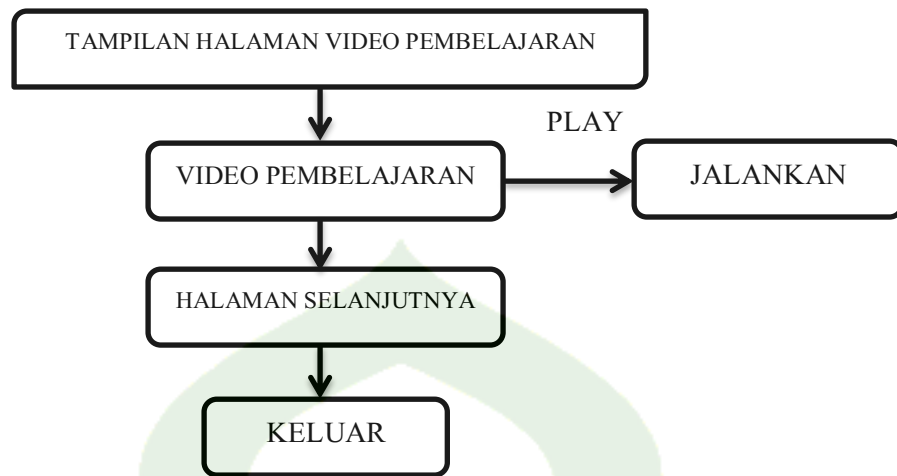 TAMPILAN HALAMAN VIDEO PEMBELAJARAN
PLAY
VIDEO PEMBELAJARAN
JALANKAN
HALAMAN SELANJUTNYA
KELUAR